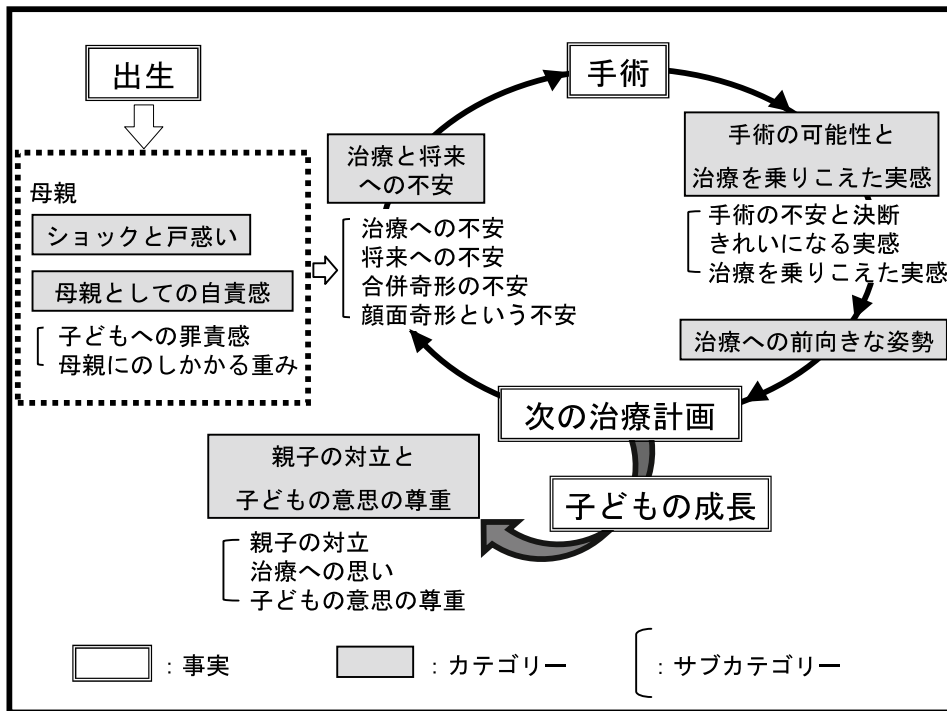 出生
母親
ショックと戸惑い
母親としての自責感
子どもへの罪責感
母親にのしかかる重み
治療と将来
への不安
治療への不安
将来への不安
合併奇形の不安
顔面奇形という不安
手術
手術の可能性と
治療を乗りこえた実感
手術の不安と決断
きれいになる実感
治療を乗りこえた実感
治療への前向きな姿勢
次の治療計画
子どもの成長
親子の対立と
子どもの意思の尊重
親子の対立
治療への思い
子どもの意思の尊重
：事実
：カテゴリー
：サブカテゴリー